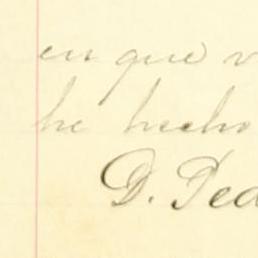 en que v
he hecho
D. Ped